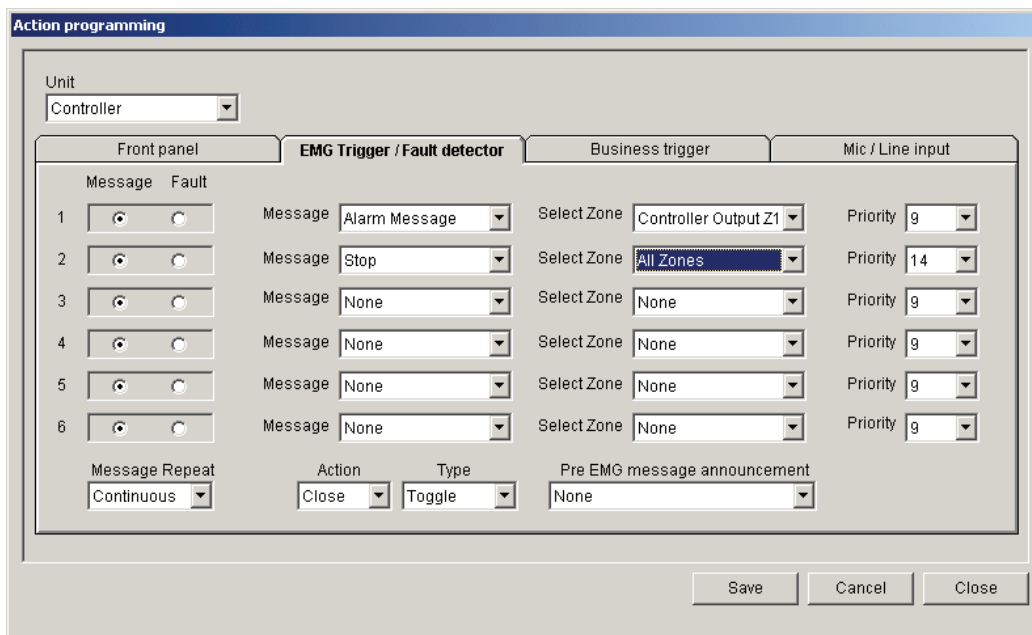 Action programming
Unit
Controller
Front panel EMG Trigger / Fault detector Business trigger Mic / Line input
Message Fault
1 Message Alarm Message Select Zone Controller Output Z1 Priority 9
2 Message Stop Select Zone All Zones Priority 14
3 Message None Select Zone None Priority 9
4 Message None Select Zone None Priority 9
5 Message None Select Zone None Priority 9
6 Message None Select Zone None Priority 9
Message Repeat Action Type Pre EMG message announcement
Continuous Close Toggle None
Save Cancel Close